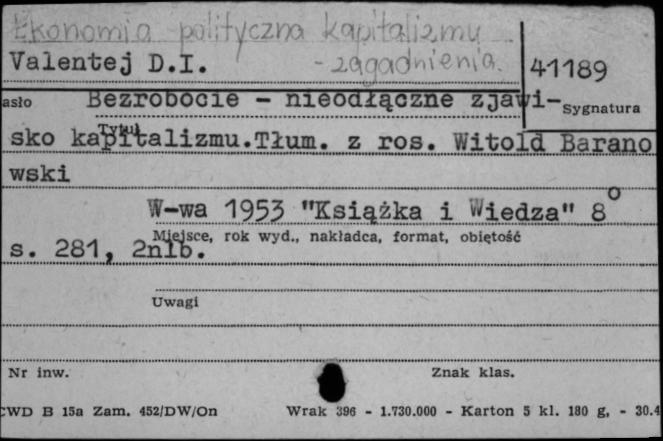 Ekonomia polityczna kapitalizmu
- zagadnienia.
Valentej D.I.
41189
asło
Bezrobocie - nieodłączne zjawi-
Sygnatura
Tytuł
sko kapitalizmu.Tłum. z ros. Witold Barano
wski
W-wa 1953 "Książka i Wiedza" 8°
Miejsce, rok wyd., nakładca, format, objętość
s. 281, 2nlb.
Uwagi
Nr inw.
Znak klas.
CWD B 15a Zam. 452/DW/On Wrak 396 - 1.730.000 - Karton 5 kl. 180 g, - 30.4